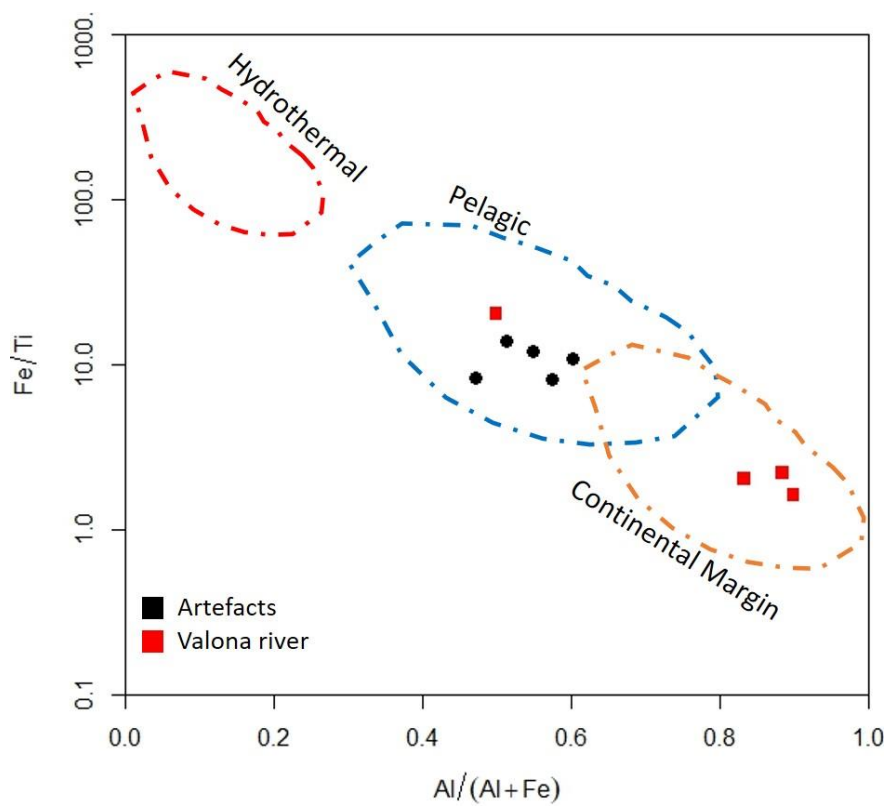 1000.
100.0
10.0
1.0
0.1
Fe/Ti
Hydrothermal
Pelagic
Continental Margin
Artefacts
Valona river
0.0 0.2 0.4 0.6 0.8 1.0
Al/(Al+Fe)